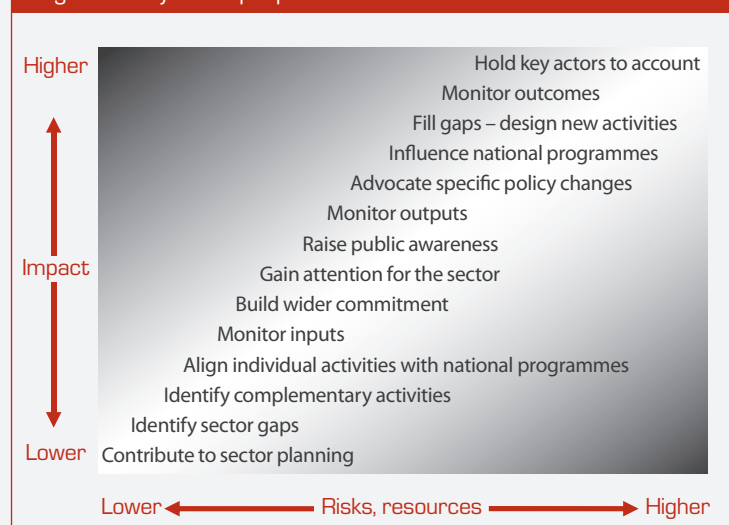 Higher
Hold key actors to account
Monitor outcomes
Fill gaps – design new activities
Influence national programmes
Advocate specific policy changes
Monitor outputs
Raise public awareness
Impact
Gain attention for the sector
Build wider commitment
Monitor inputs
Align individual activities with national programmes
Identify complementary activities
Identify sector gaps
Lower
Contribute to sector planning
Lower
Risks, resources
Higher